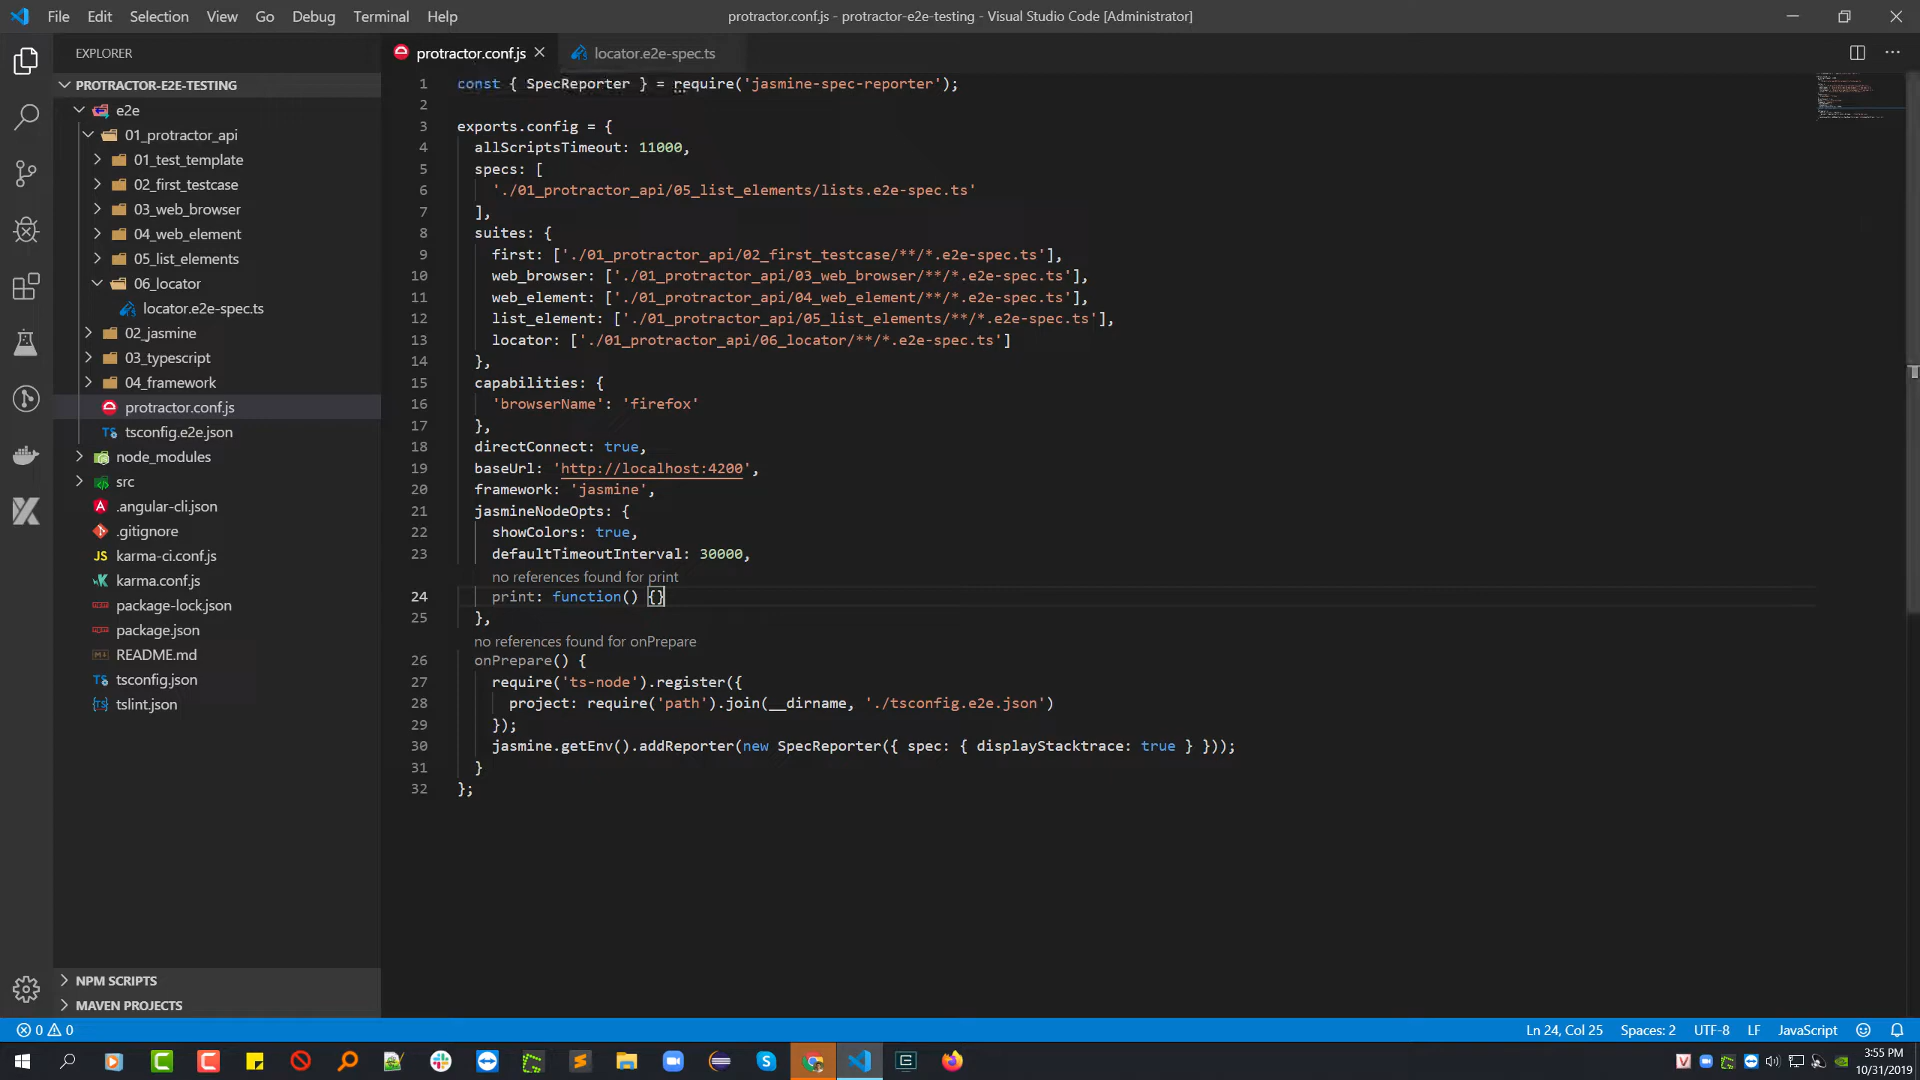 File Edit Selection View Go Debug Terminal Help
protractor.conf.js - protractor-e2e-testing - Visual Studio Code [Administrator]
EXPLORER
PROTRACTOR-E2E-TESTING
e2e
01_protractor_api
01_test_template
02_first_testcase
03_web_browser
04_web_element
05_list_elements
06_locator
locator.e2e-spec.ts
02_jasmine
03_typescript
04_framework
protractor.conf.js
TS tsconfig.e2e.json
node_modules
src
.angular-cli.json
.gitignore
JS karma-ci.conf.js
karma.conf.js
package-lock.json
package.json
README.md
TS tsconfig.json
tslint.json
NPM SCRIPTS
MAVEN PROJECTS
protractor.conf.js
locator.e2e-spec.ts
1 const { SpecReporter } = require('jasmine-spec-reporter');
2
3 exports.config = {
4 allScriptsTimeout: 11000,
5 specs: [
6 './01_protractor_api/05_list_elements/lists.e2e-spec.ts'
7 ],
8 suites: {
9 first: ['./01_protractor_api/02_first_testcase/**/*.e2e-spec.ts'],
10 web_browser: ['./01_protractor_api/03_web_browser/**/*.e2e-spec.ts'],
11 web_element: ['./01_protractor_api/04_web_element/**/*.e2e-spec.ts'],
12 list_element: ['./01_protractor_api/05_list_elements/**/*.e2e-spec.ts'],
13 locator: ['./01_protractor_api/06_locator/**/*.e2e-spec.ts']
14 },
15 capabilities: {
16 'browserName': 'firefox'
17 },
18 directConnect: true,
19 baseUrl: 'http://localhost:4200',
20 framework: 'jasmine',
21 jasmineNodeOpts: {
22 showColors: true,
23 defaultTimeoutInterval: 30000,
no references found for print
24 print: function() {}
25 },
no references found for onPrepare
26 onPrepare() {
27 require('ts-node').register({
28 project: require('path').join(__dirname, './tsconfig.e2e.json')
29 });
30 jasmine.getEnv().addReporter(new SpecReporter({ spec: { displayStacktrace: true } }));
31 }
32 };
0 0
Ln 24, Col 25 Spaces: 2 UTF-8 LF JavaScript
3:55 PM
10/31/2019